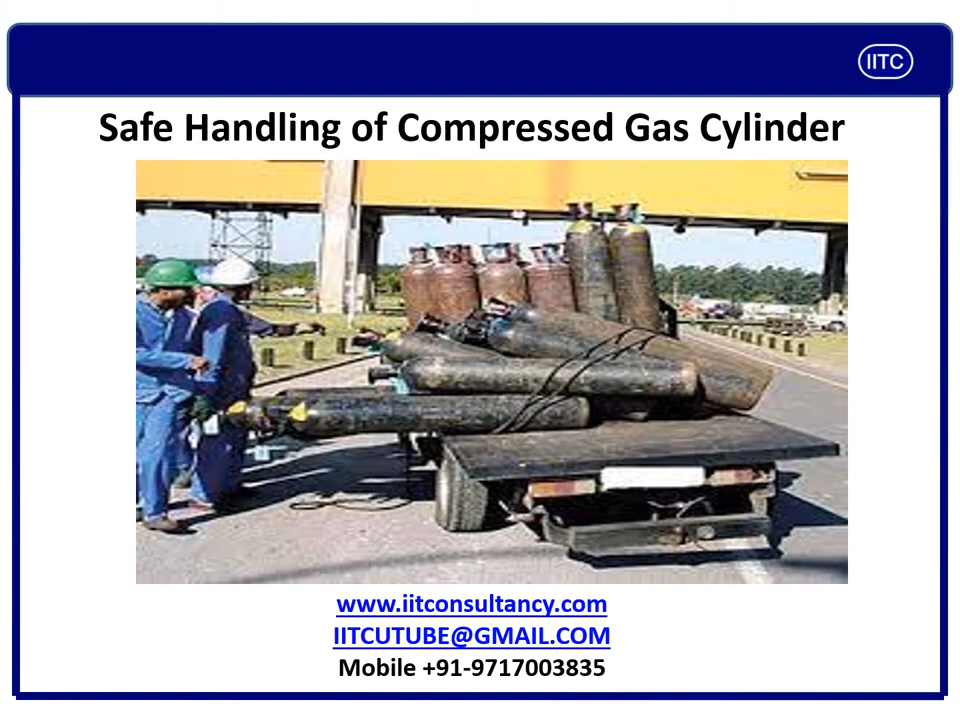 IITC
Safe Handling of Compressed Gas Cylinder
www.iitconsultancy.com
IITCUTUBE@GMAIL.COM
Mobile +91-9717003835